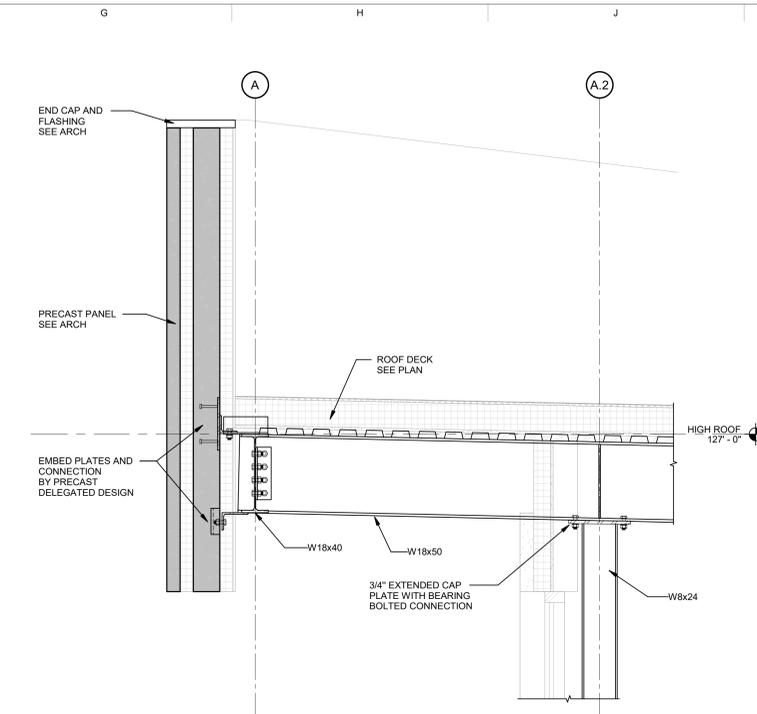 G
H
J
A
A.2
END CAP AND
FLASHING
SEE ARCH
PRECAST PANEL
SEE ARCH
ROOF DECK
SEE PLAN
HIGH ROOF
127' - 0"
EMBED PLATES AND
CONNECTION
BY PRECAST
DELEGATED DESIGN
W18x40
W18x50
3/4" EXTENDED CAP
PLATE WITH BEARING
BOLTED CONNECTION
W8x24